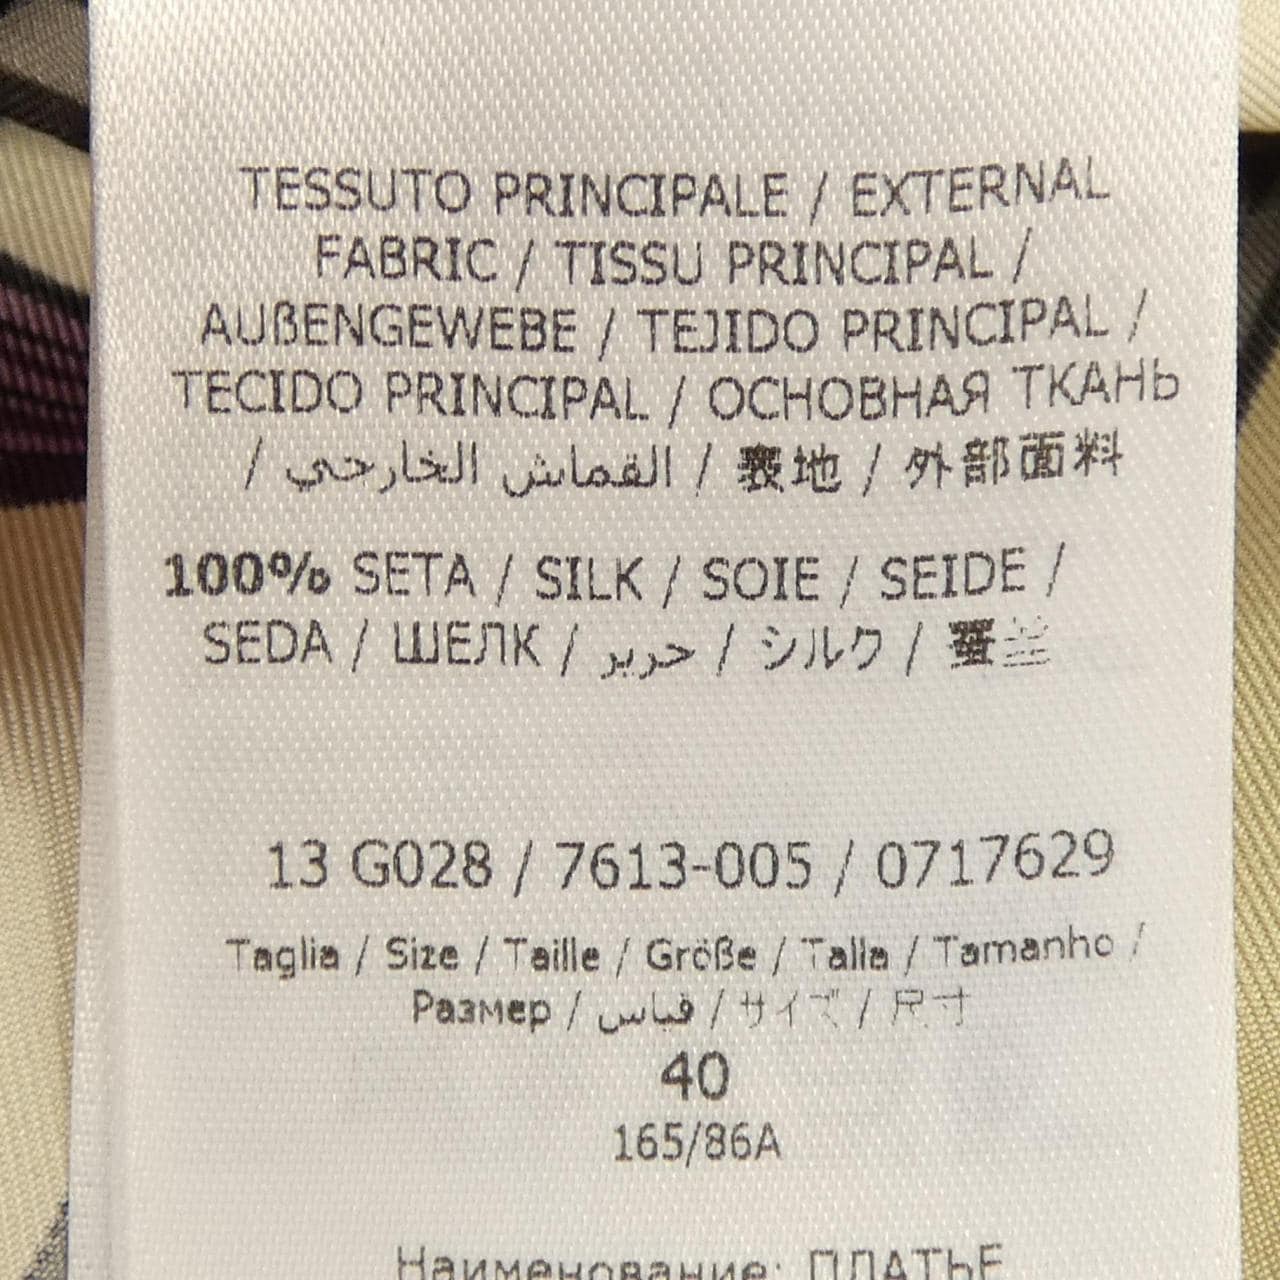 TESSUTO PRINCIPALE / EXTERNAL
FABRIC / TISSU PRINCIPAL /
AUßENGEWEBE / TEJIDO PRINCIPAL /
TECIDO PRINCIPAL / ОСНОВНАЯ ТКАНЬ
/ القماش الخارجي / 表地 / 外部面料
100% SETA / SILK / SOIE / SEIDE /
SEDA / ШЕЛК / حرير / シルク /
13 G028 / 7613-005 / 0717629
Taglia / Size / Taille / Größe / Talla / Tamanho /
Размер / قياس / サイズ / 尺寸
40
165/86A
Наименование: ПЛАТЬЕ